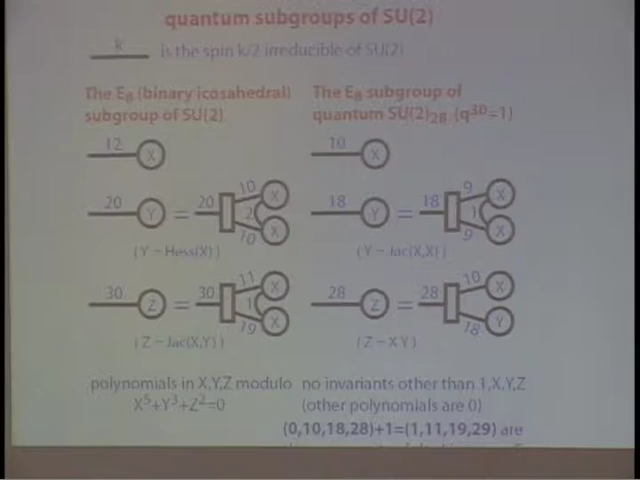 quantum subgroups of SU(2)
k is the spin k/2 irreducible of SU(2)
The E8 (binary icosahedral) subgroup of SU(2)
The E8 subgroup of quantum SU(2)28 (q30=1)
12 X
10 X
20 Y = 20 10 X 2 10 X
18 Y = 18 9 X 1 9 X
(Y = Hess(X))
(Y = Jac(X,X))
30 Z = 30 11 X 1 19 X
28 Z = 28 10 X 18 Y
(Z = Jac(X,Y))
(Z = XY)
polynomials in X,Y,Z modulo
X5+Y3+Z2=0
no invariants other than 1,X,Y,Z
(other polynomials are 0)
(0,10,18,28)+1=(1,11,19,29) are